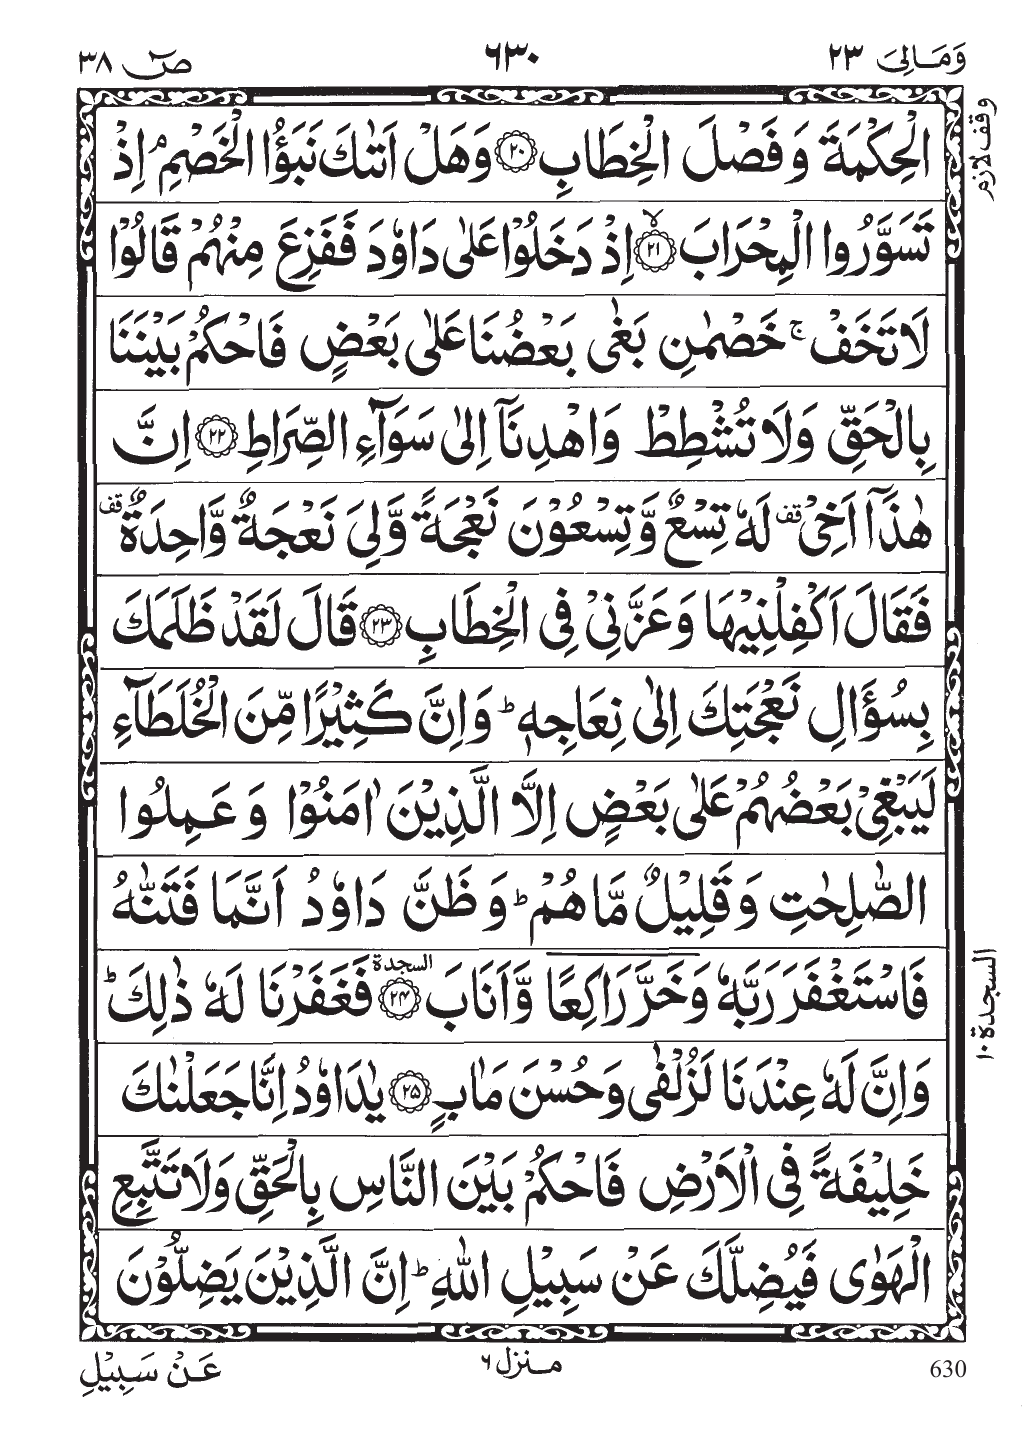 وَمَالِىَ ٢٣ ٦٣٠ صٓ ٣٨
وقف لازم
الْحِكْمَةَ وَفَصْلَ الْخِطَابِ ﴿٢٠﴾ وَهَلْ اَتٰىكَ نَبَؤُا الْخَصْمِ ۘ اِذْ
تَسَوَّرُوا الْمِحْرَابَ ﴿٢١﴾ۙ اِذْ دَخَلُوْا عَلٰى دَاوٗدَ فَفَزِعَ مِنْهُمْ قَالُوْا
لَا تَخَفْ ۚ خَصْمٰنِ بَغٰى بَعْضُنَا عَلٰى بَعْضٍ فَاحْكُمْ بَيْنَنَا
بِالْحَقِّ وَلَا تُشْطِطْ وَاهْدِنَآ اِلٰى سَوَآءِ الصِّرَاطِ ﴿٢٢﴾ اِنَّ
هٰذَآ اَخِىْ قف لَهٗ تِسْعٌ وَّتِسْعُوْنَ نَعْجَةً وَّلِىَ نَعْجَةٌ وَّاحِدَةٌ قف
فَقَالَ اَكْفِلْنِيْهَا وَعَزَّنِىْ فِى الْخِطَابِ ﴿٢٣﴾ قَالَ لَقَدْ ظَلَمَكَ
بِسُؤَالِ نَعْجَتِكَ اِلٰى نِعَاجِهٖ ؕ وَاِنَّ كَثِيْرًا مِّنَ الْخُلَطَآءِ
لَيَبْغِىْ بَعْضُهُمْ عَلٰى بَعْضٍ اِلَّا الَّذِيْنَ اٰمَنُوْا وَعَمِلُوا
الصّٰلِحٰتِ وَقَلِيْلٌ مَّا هُمْ ؕ وَظَنَّ دَاوٗدُ اَنَّمَا فَتَنّٰهُ
فَاسْتَغْفَرَ رَبَّهٗ وَخَرَّ رَاكِعًا وَّاَنَابَ ﴿٢٤﴾ السجدة فَغَفَرْنَا لَهٗ ذٰلِكَ ؕ
السجدة ١٠
وَاِنَّ لَهٗ عِنْدَنَا لَزُلْفٰى وَحُسْنَ مَاٰبٍ ﴿٢٥﴾ يٰدَاوٗدُ اِنَّا جَعَلْنٰكَ
خَلِيْفَةً فِى الْاَرْضِ فَاحْكُمْ بَيْنَ النَّاسِ بِالْحَقِّ وَلَا تَتَّبِعِ
الْهَوٰى فَيُضِلَّكَ عَنْ سَبِيْلِ اللّٰهِ ؕ اِنَّ الَّذِيْنَ يَضِلُّوْنَ
630 منزل ٦ عَنْ سَبِيْلِ